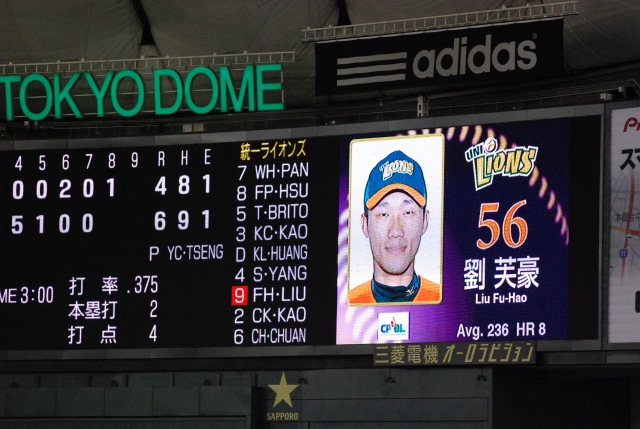 TOKYO DOME
adidas
4 5 6 7 8 9 R H E
0 0 2 0 1 4 8 1
5 1 0 0 6 9 1
P YC·TSENG
ME 3:00
打 率 .375
本塁打 2
打 点 4
統一ライオンズ
7 WH·PAN
8 FP·HSU
5 T·BRITO
3 KC·KAO
D KL·HUANG
4 S·YANG
9 FH·LIU
2 CK·KAO
6 CH·CHUAN
UNI
LIONS
56
劉 芙豪
Liu Fu-Hao
CPBL
Avg. 236 HR 8
三菱電機 オーロラビジョン
SAPPORO